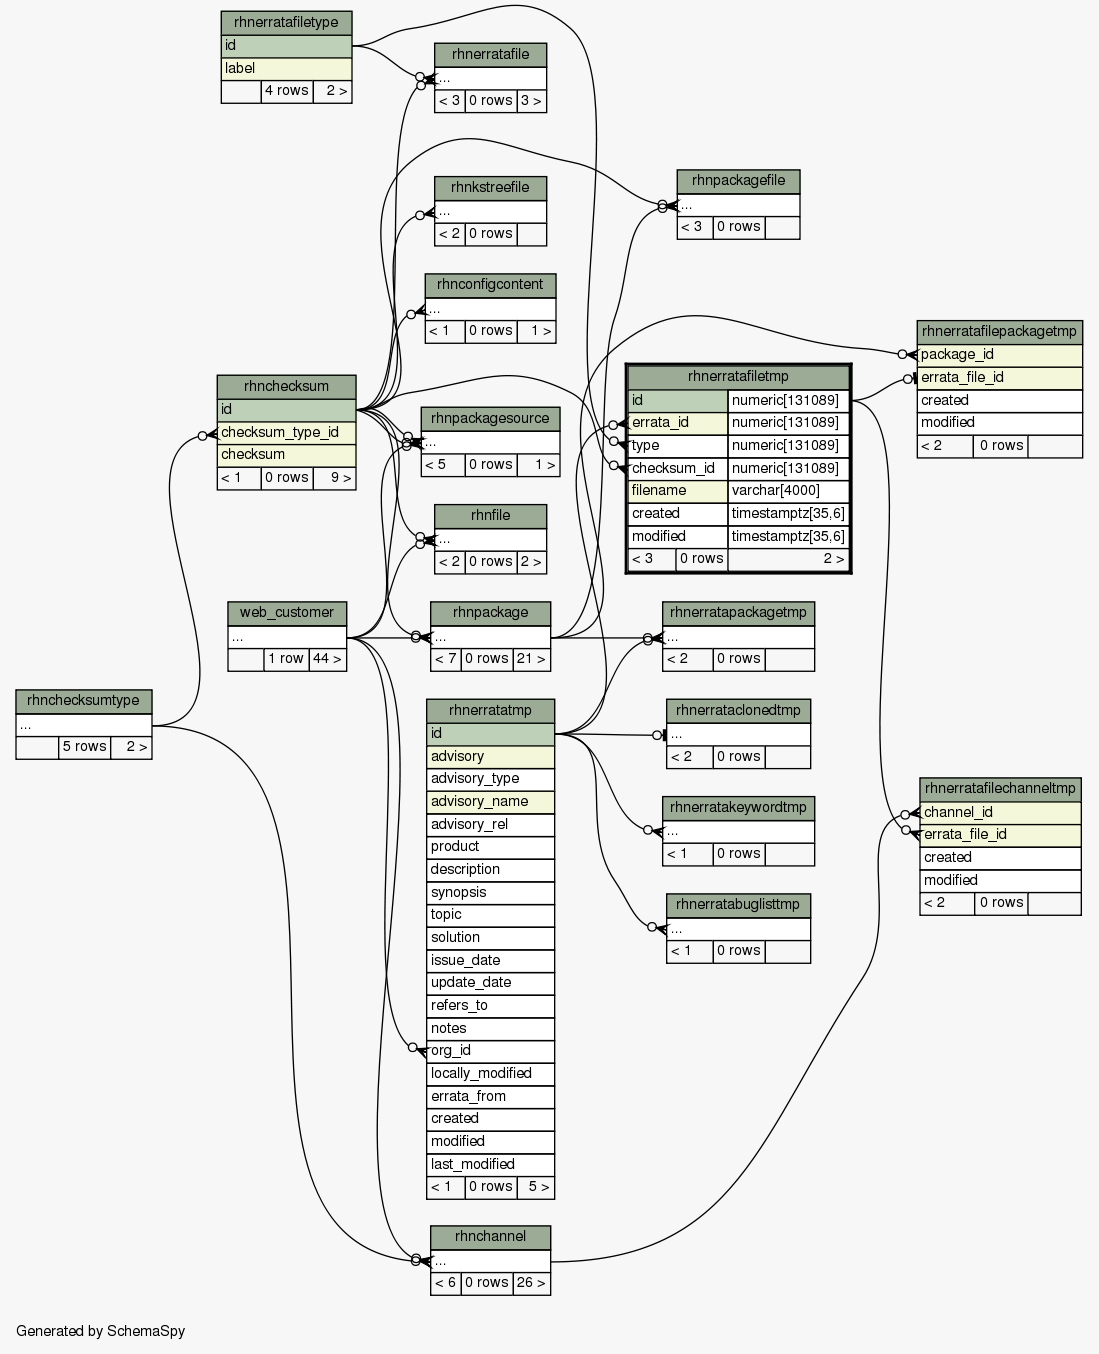 rhnerratafiletype
id
label
4 rows 2 >
rhnerratafile
...
< 3 0 rows 3 >
rhnkstreefile
...
< 2 0 rows
rhnpackagefile
...
< 3 0 rows
rhnconfigcontent
...
< 1 0 rows 1 >
rhnerratafilepackagetmp
package_id
errata_file_id
created
modified
< 2 0 rows
rhnerratafiletmp
id numeric[131089]
errata_id numeric[131089]
type numeric[131089]
checksum_id numeric[131089]
filename varchar[4000]
created timestamptz[35,6]
modified timestamptz[35,6]
< 3 0 rows 2 >
rhnchecksum
id
checksum_type_id
checksum
< 1 0 rows 9 >
rhnpackagesource
...
< 5 0 rows 1 >
rhnfile
...
< 2 0 rows 2 >
web_customer
...
1 row 44 >
rhnpackage
...
< 7 0 rows 21 >
rhnerratapackagetmp
...
< 2 0 rows
rhnchecksumtype
...
5 rows 2 >
rhnerratatmp
id
advisory
advisory_type
advisory_name
advisory_rel
product
description
synopsis
topic
solution
issue_date
update_date
refers_to
notes
org_id
locally_modified
errata_from
created
modified
last_modified
< 1 0 rows 5 >
rhnerrataclonedtmp
...
< 2 0 rows
rhnerratakeywordtmp
...
< 1 0 rows
rhnerratabuglisttmp
...
< 1 0 rows
rhnerratafilechanneltmp
channel_id
errata_file_id
created
modified
< 2 0 rows
rhnchannel
...
< 6 0 rows 26 >
Generated by SchemaSpy